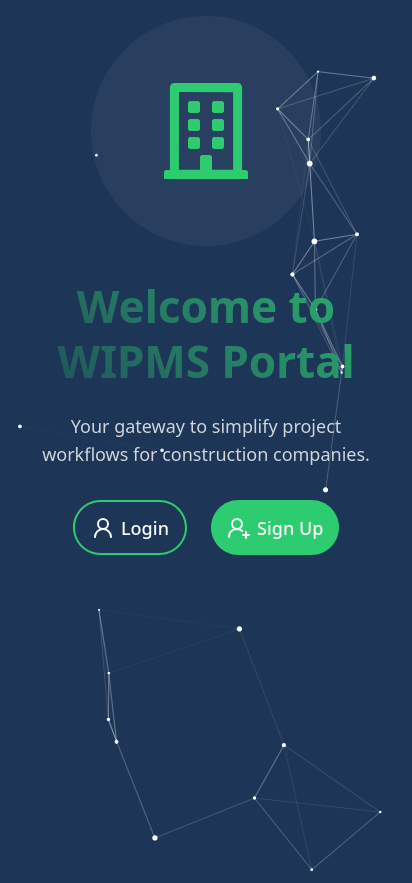 Welcome to
WIPMS Portal
Your gateway to simplify project
workflows for construction companies.
Login
Sign Up